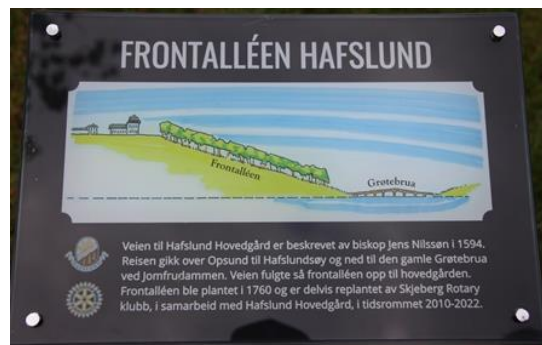 FRONTALLÉEN HAFSLUND
Frontalléen
Grøtebrua
Veien til Hafslund Hovedgård er beskrevet av biskop Jens Nilssøn i 1594.
Reisen gikk over Opsund til Hafslundsøy og ned til den gamle Grøtebrua
ved Jomfrudammen. Veien fulgte så frontalléen opp til hovedgården.
Frontalléen ble plantet i 1760 og er delvis replantet av Skjeberg Rotary
klubb, i samarbeid med Hafslund Hovedgård, i tidsrommet 2010-2022.